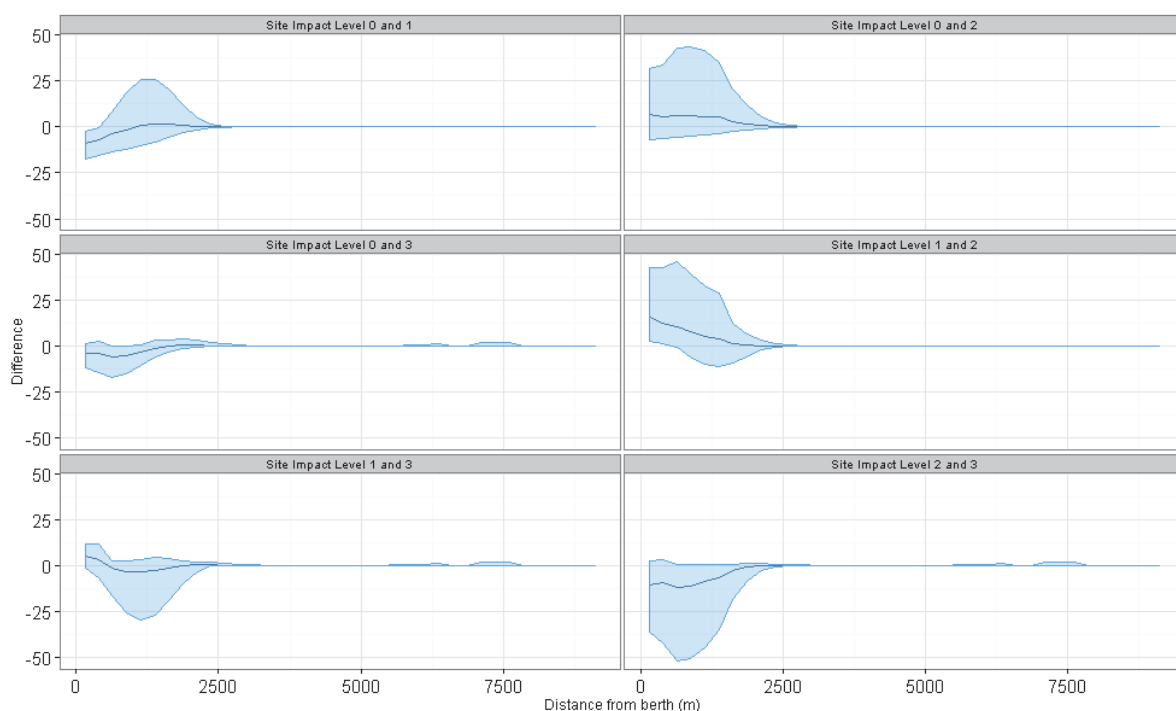 Site Impact Level 0 and 1
Site Impact Level 0 and 2
50
25
0
-25
-50
Site Impact Level 0 and 3
Site Impact Level 1 and 2
50
25
0
-25
-50
Difference
Site Impact Level 1 and 3
Site Impact Level 2 and 3
50
25
0
-25
-50
0 2500 5000 7500 0 2500 5000 7500
Distance from berth (m)